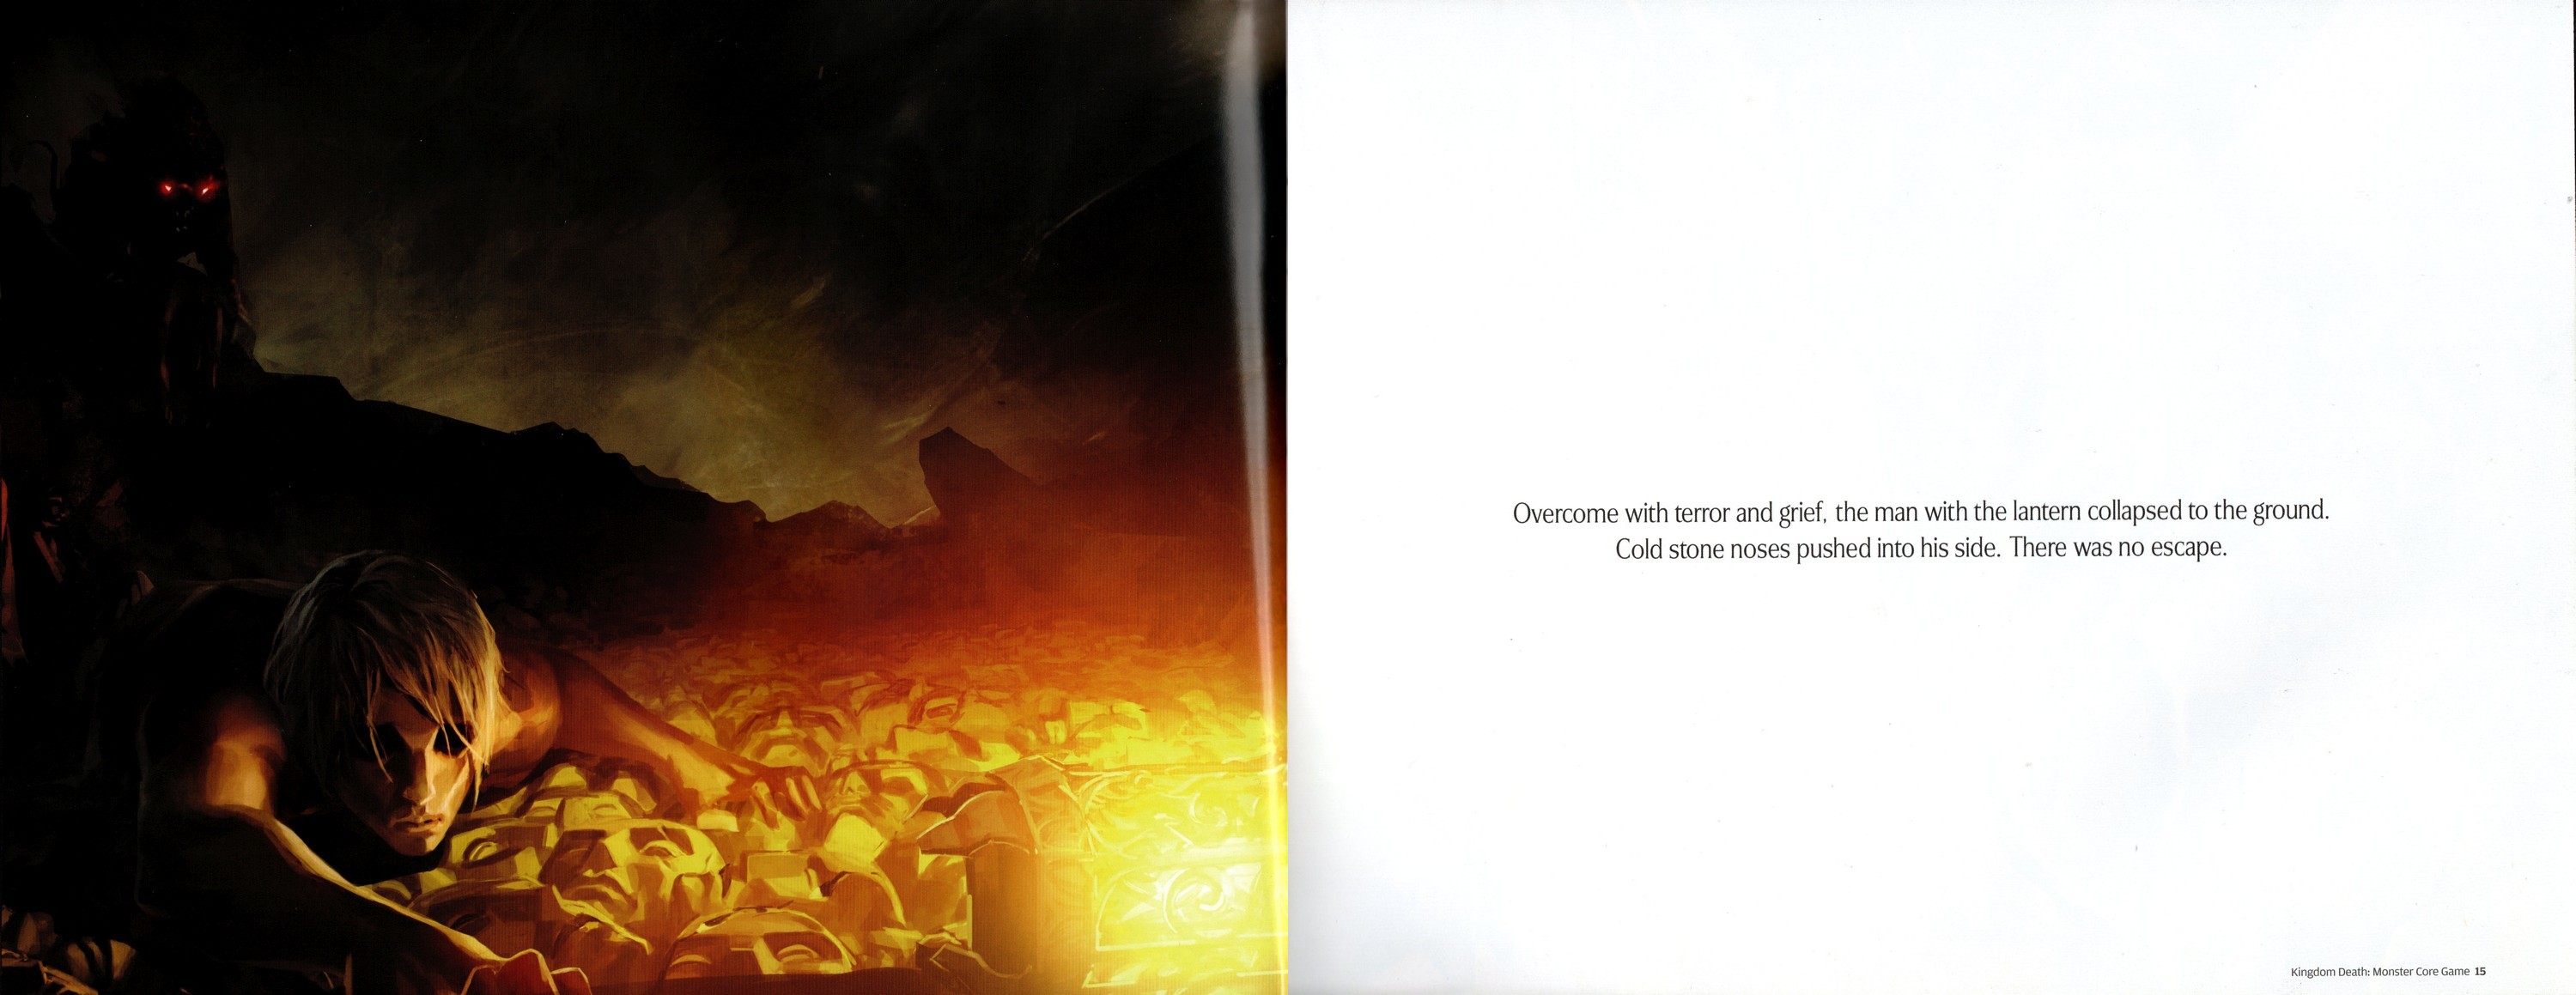 Overcome with terror and grief, the man with the lantern collapsed to the ground.
Cold stone noses pushed into his side. There was no escape.
Kingdom Death: Monster Core Game 15